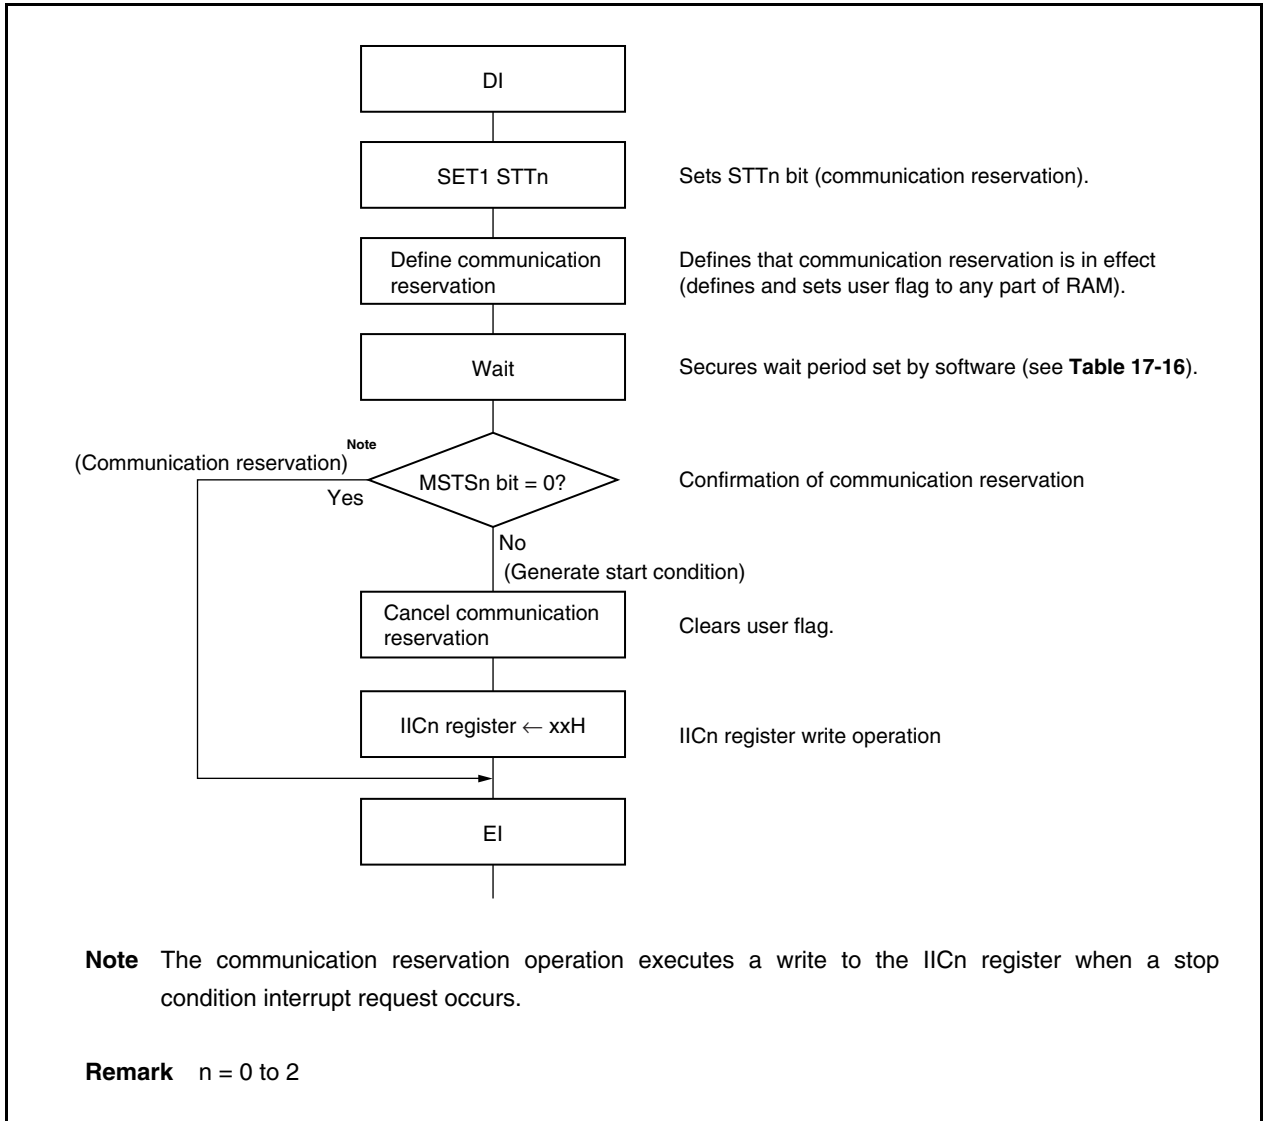 DI
SET1 STTn
Sets STTn bit (communication reservation).
Define communication
reservation
Defines that communication reservation is in effect
(defines and sets user flag to any part of RAM).
Wait
Secures wait period set by software (see Table 17-16).
(Communication reservation)Note
MSTSn bit = 0?
Confirmation of communication reservation
Yes
No
(Generate start condition)
Cancel communication
reservation
Clears user flag.
IICn register ← xxH
IICn register write operation
EI
Note The communication reservation operation executes a write to the IICn register when a stop
condition interrupt request occurs.
Remark n = 0 to 2